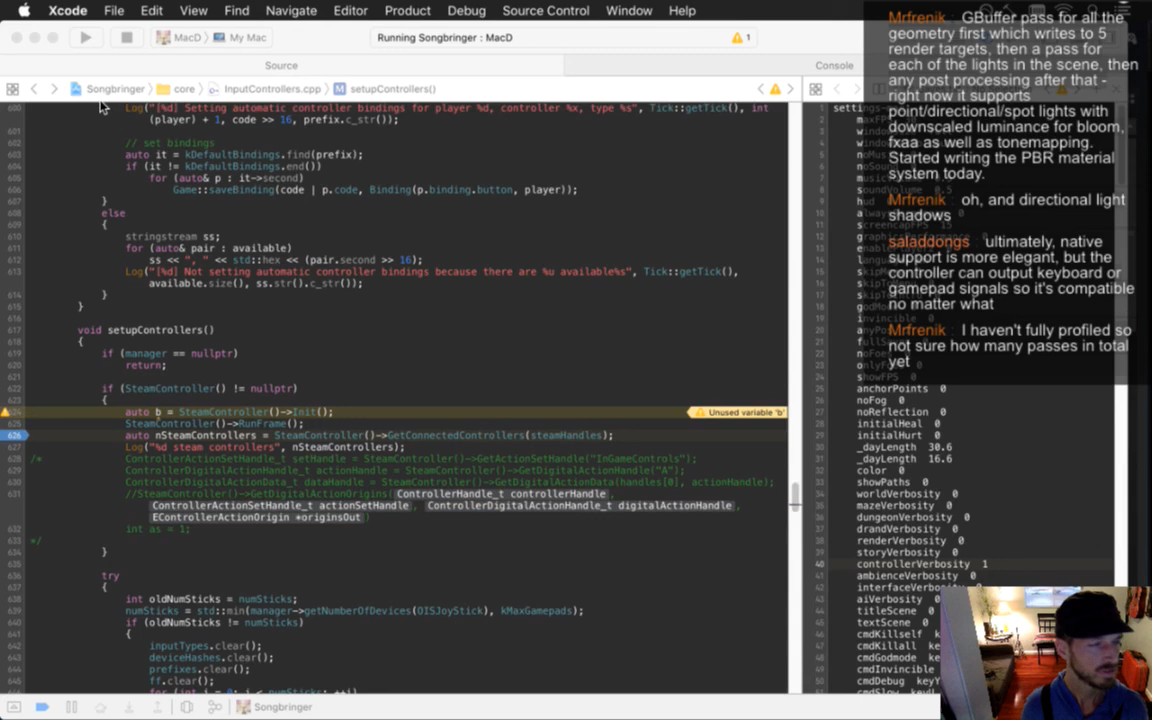 Xcode File Edit View Find Navigate Editor Product Debug Source Control Window Help
MacD My Mac
Running Songbringer : MacD
1
Source
Console
Songbringer core InputControllers.cpp setupControllers()
Log("[%d] Setting automatic controller bindings for player %d, controller %x, type %s", Tick::getTick(), int
(player) + 1, code >> 16, prefix.c_str());
// set bindings
auto it = kDefaultBindings.find(prefix);
if (it != kDefaultBindings.end())
for (auto& p : it->second)
Game::saveBinding(code | p.code, Binding(p.binding.button, player));
}
else
{
stringstream ss;
for (auto& pair : available)
ss << ", " << std::hex << (pair.second >> 16);
Log("[%d] Not setting automatic controller bindings because there are %u available%s", Tick::getTick(),
available.size(), ss.str().c_str());
}
}
void setupControllers()
{
if (manager == nullptr)
return;
if (SteamController() != nullptr)
{
auto b = SteamController()->Init();
Unused variable 'b'
SteamController()->RunFrame();
auto nSteamControllers = SteamController()->GetConnectedControllers(steamHandles);
Log("%d steam controllers", nSteamControllers);
/* ControllerActionSetHandle_t setHandle = SteamController()->GetActionSetHandle("InGameControls");
ControllerDigitalActionHandle_t actionHandle = SteamController()->GetDigitalActionHandle("A");
ControllerDigitalActionData_t dataHandle = SteamController()->GetDigitalActionData(handles[0], actionHandle);
//SteamController()->GetDigitalActionOrigins(ControllerHandle_t controllerHandle,
ControllerActionSetHandle_t actionSetHandle, ControllerDigitalActionHandle_t digitalActionHandle,
EControllerActionOrigin *originsOut)
int as = 1;
*/
}
try
{
int oldNumSticks = numSticks;
numSticks = std::min(manager->getNumberOfDevices(OISJoyStick), kMaxGamepads);
if (oldNumSticks != numSticks)
{
inputTypes.clear();
deviceHashes.clear();
prefixes.clear();
ff.clear();
for (int i = 0; i < numSticks; ++i)
Songbringer
anchorPoints 0
noFog 0
noReflection 0
initialHeal 0
initialHurt 0
_dayLength 30.6
_dayLength 16.6
color 0
showPaths 0
worldVerbosity 0
mazeVerbosity 0
dungeonVerbosity 0
drandVerbosity 0
renderVerbosity 0
storyVerbosity 0
controllerVerbosity 1
ambienceVerbosity 0
aiVerbosity
titleScene 0
textScene 0
cmdKillself
cmdKillall
cmdGodmode
cmdInvincible
cmdDebug
Mrfrenik GBuffer pass for all the
geometry first which writes to 5
render targets, then a pass for
each of the lights in the scene, then
any post processing after that -
right now it supports
point/directional/spot lights with
downscaled luminance for bloom,
fxaa as well as tonemapping.
Started writing the PBR material
system today.
Mrfrenik oh, and directional light
shadows
saladdongs ultimately, native
support is more elegant, but the
controller can output keyboard or
gamepad signals so it's compatible
no matter what
Mrfrenik I haven't fully profiled so
not sure how many passes in total
yet